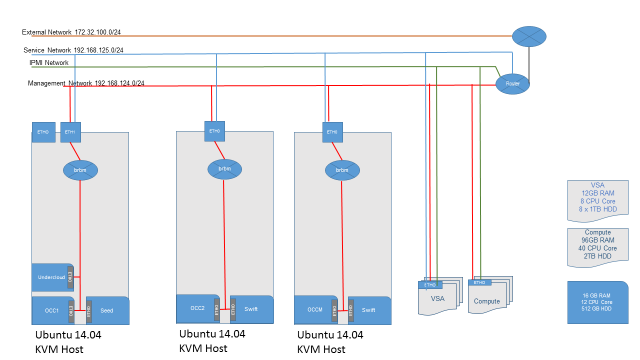 External Network 172.32.100.0/24
Service Network 192.168.125.0/24
IPMI Network
Router
Management Network 192.168.124.0/24
ETH0
ETH1
ETH0
ETH0
brbm
brbm
brbm
VSA
12GB RAM
8 CPU Core
8 x 1TB HDD
Compute
96GB RAM
40 CPU Core
2TB HDD
Undercloud
ETH0
ETH0
VSA
Compute
16 GB RAM
12 CPU Core
512 GB HDD
OCC1
Seed
OCC2
Swift
OCCM
Swift
Ubuntu 14.04
KVM Host
Ubuntu 14.04
KVM Host
Ubuntu 14.04
KVM Host